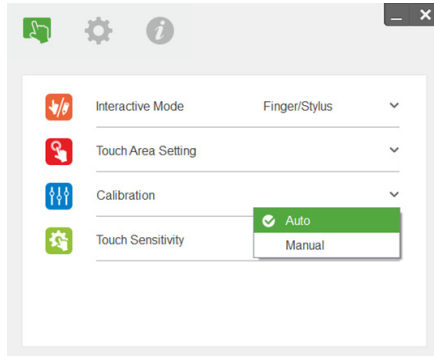 Interactive Mode Finger/Stylus
Touch Area Setting
Calibration
Auto
Touch Sensitivity
Manual